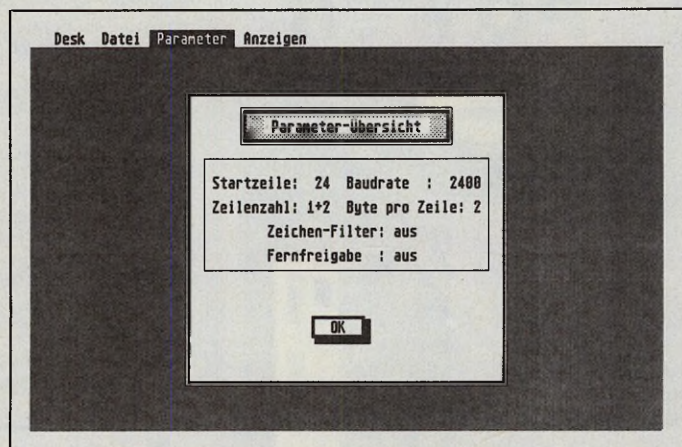 Desk Datei Parameter Anzeigen
Parameter-Übersicht
Startzeile: 24 Baudrate : 2400
Zeilenzahl: 1+2 Byte pro Zeile: 2
Zeichen-Filter: aus
Fernfreigabe : aus
OK